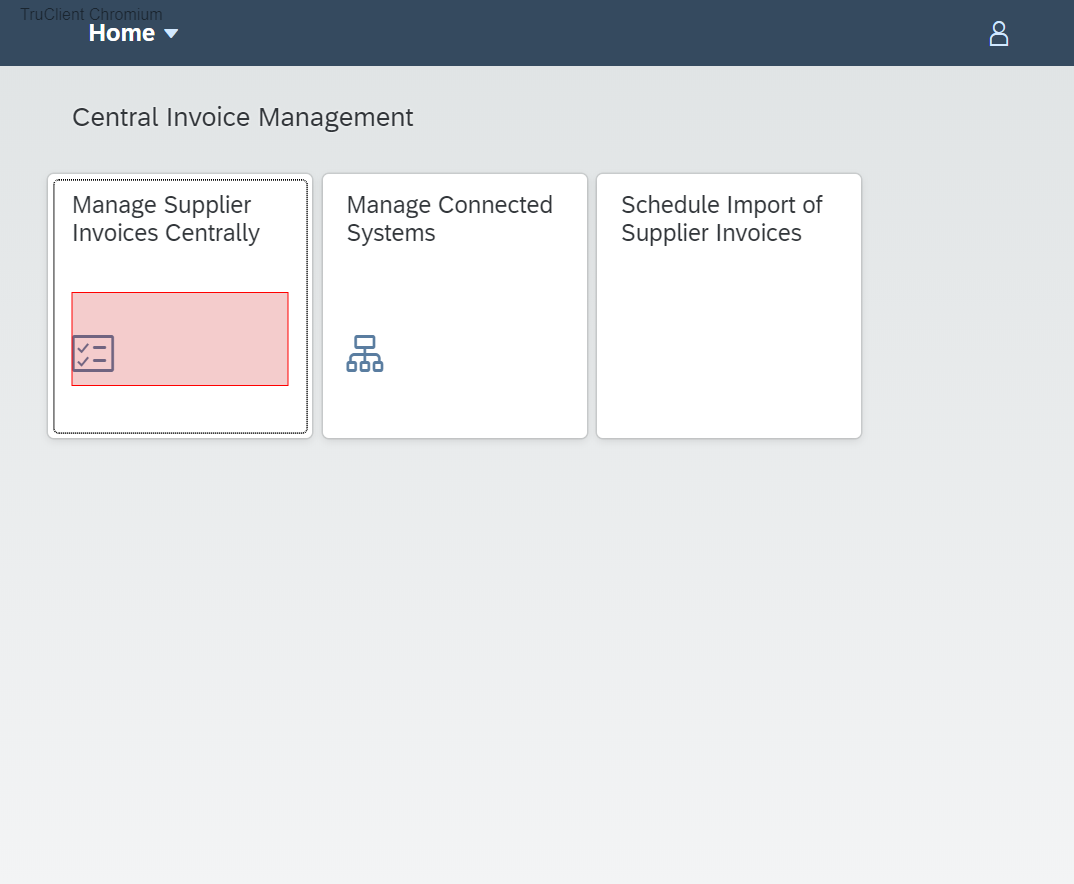 TruClient Chromium
Home
Central Invoice Management
Manage Supplier
Invoices Centrally
Manage Connected
Systems
Schedule Import of
Supplier Invoices